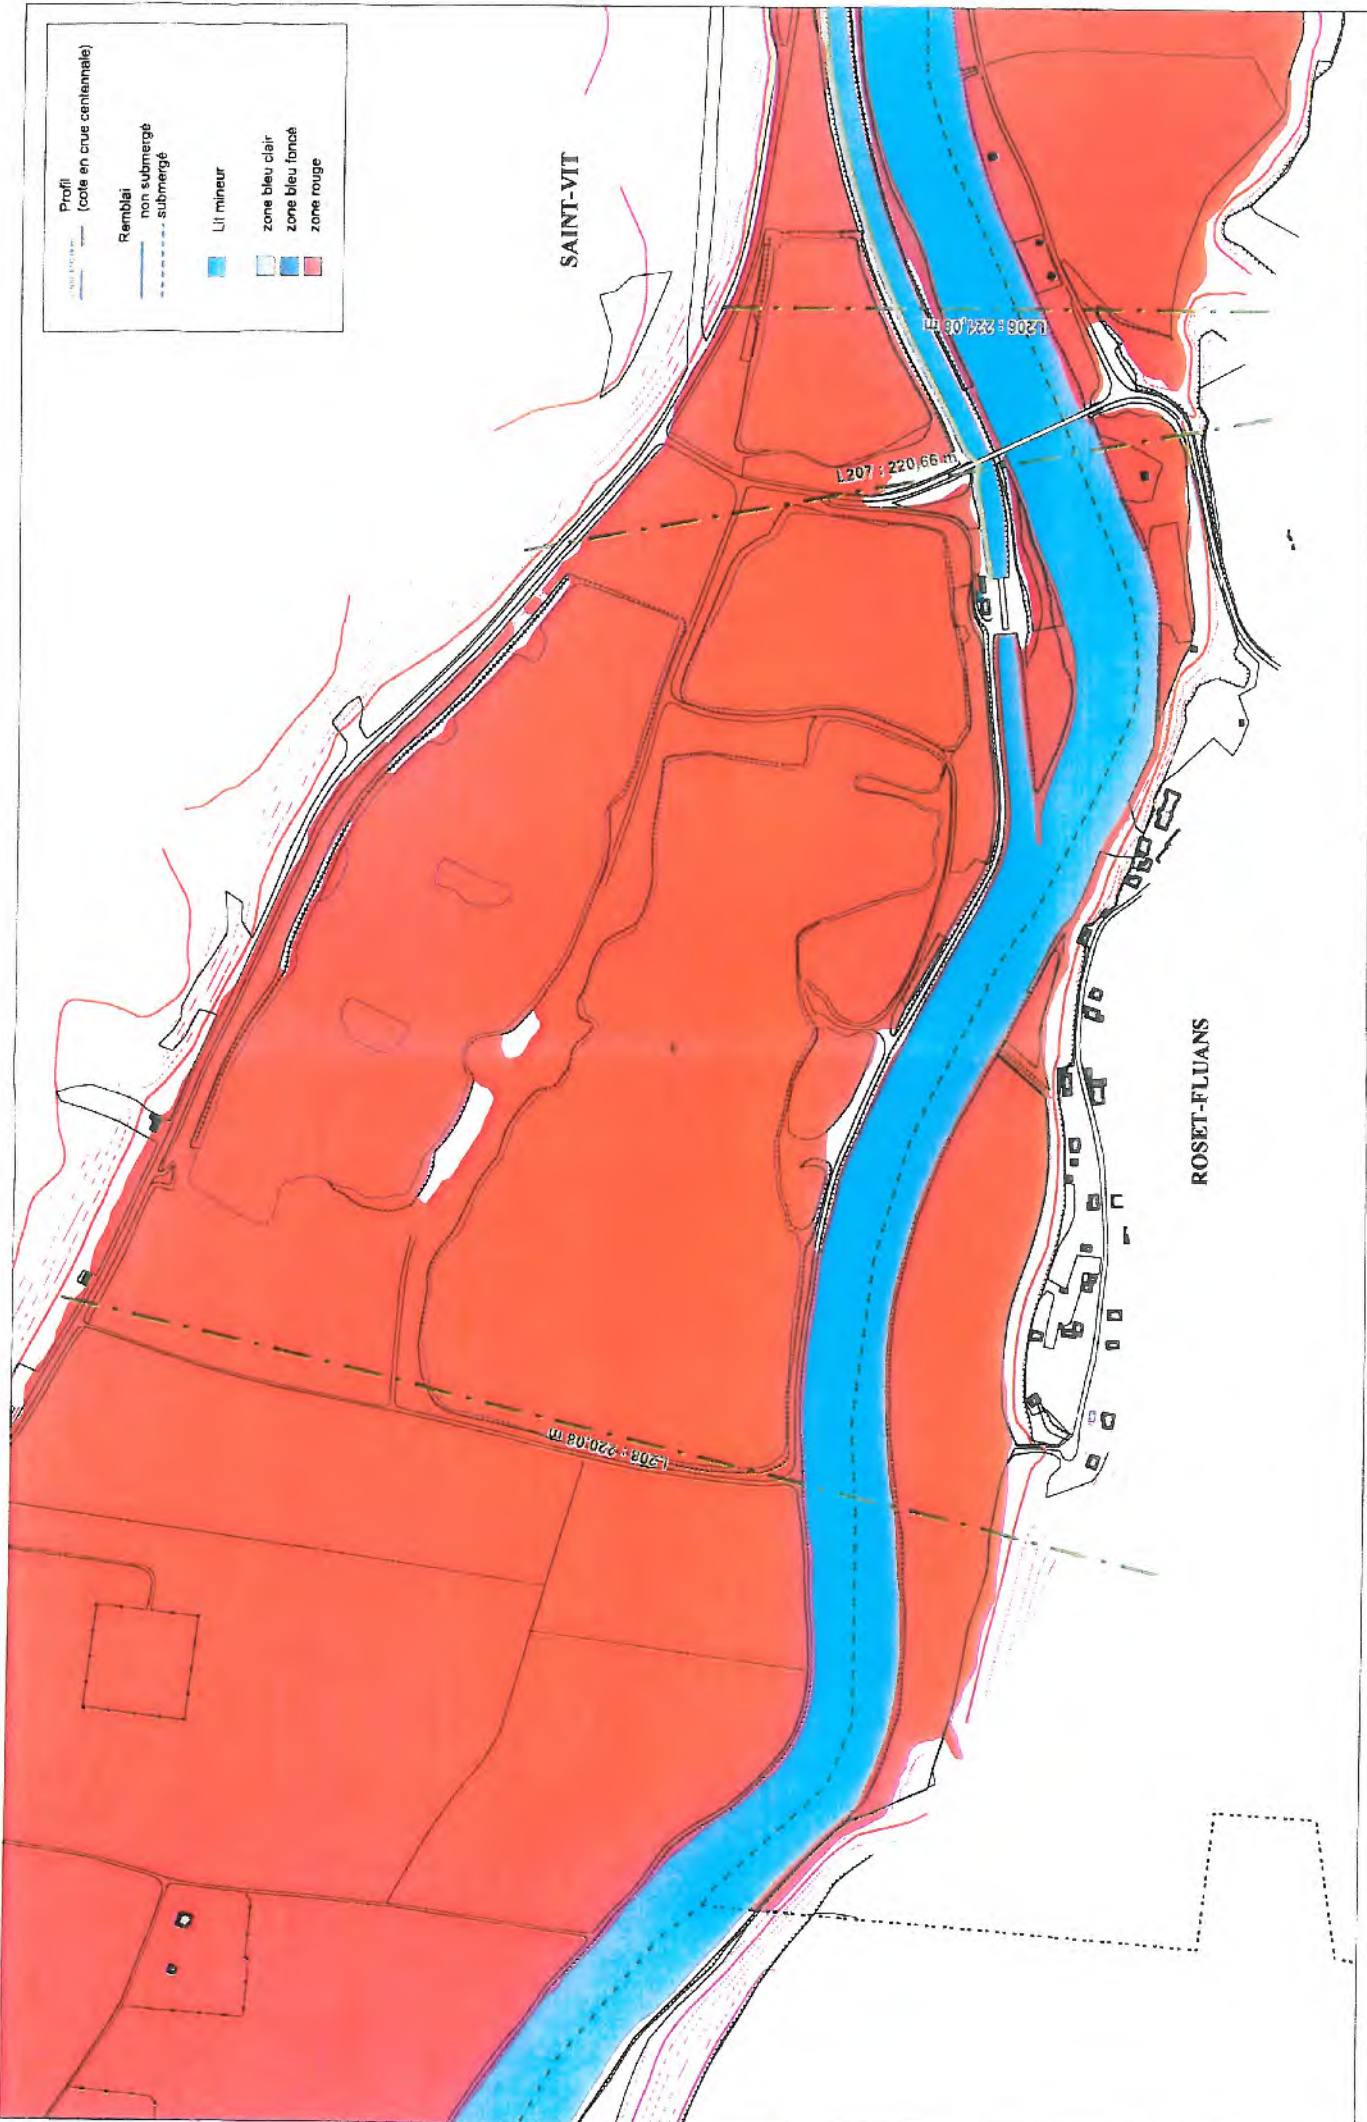 Profil
(cote en crue centennale)
Remblai
non submergé
submergé
Lit mineur
zone bleu clair
zone bleu foncé
zone rouge
SAINT-VIT
L206 : 221,08 m
L207 : 220,66 m
ROSET-FLUANS
L208 : 220,08 m